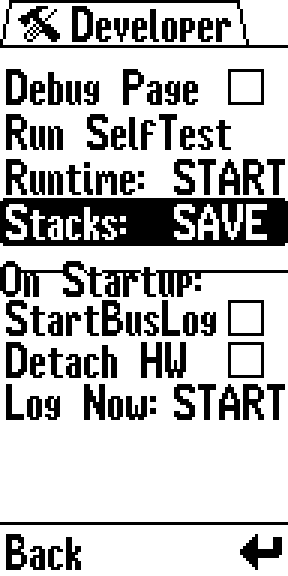 Developer
Debug Page
Run SelfTest
Runtime: START
Stacks: SAVE
On Startup:
StartBusLog
Detach HW
Log Now: START
Back